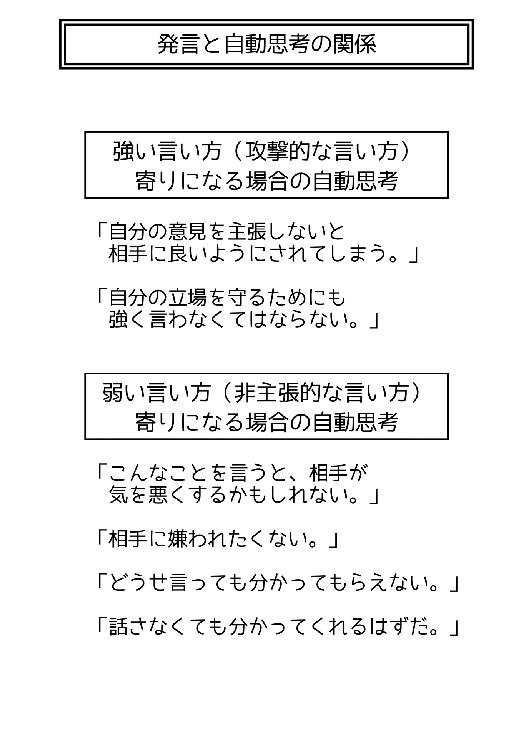 発言と自動思考の関係
強い言い方（攻撃的な言い方）
寄りになる場合の自動思考
「自分の意見を主張しないと
相手に良いようにされてしまう。」
「自分の立場を守るためにも
強く言わなくてはならない。」
弱い言い方（非主張的な言い方）
寄りになる場合の自動思考
「こんなことを言うと、相手が
気を悪くするかもしれない。」
「相手に嫌われたくない。」
「どうせ言っても分かってもらえない。」
「話さなくても分かってくれるはずだ。」